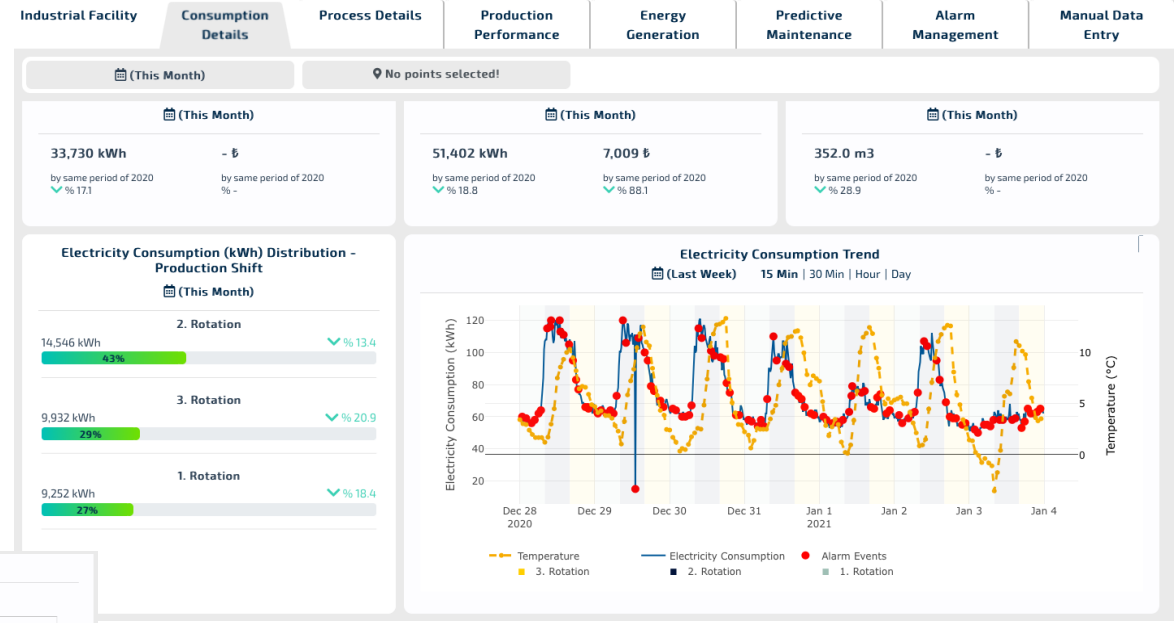 Industrial Facility
Consumption
Details
Process Details
Production
Performance
Energy
Generation
Predictive
Maintenance
Alarm
Management
Manual Data
Entry
(This Month)
No points selected!
(This Month)
33,730 kWh
- ₺
by same period of 2020
% 17.1
by same period of 2020
% -
(This Month)
51,402 kWh
7,009 ₺
by same period of 2020
% 18.8
by same period of 2020
% 88.1
(This Month)
352.0 m3
- ₺
by same period of 2020
% 28.9
by same period of 2020
% -
Electricity Consumption (kWh) Distribution -
Production Shift
(This Month)
2. Rotation
14,546 kWh
% 13.4
43%
3. Rotation
9,932 kWh
% 20.9
29%
1. Rotation
9,252 kWh
% 18.4
27%
Electricity Consumption Trend
(Last Week) 15 Min | 30 Min | Hour | Day
Electricity Consumption (kWh)
120
100
80
60
40
20
10
5
0
Temperature (°C)
Dec 28
2020
Dec 29
Dec 30
Dec 31
Jan 1
2021
Jan 2
Jan 3
Jan 4
Temperature
Electricity Consumption
Alarm Events
3. Rotation
2. Rotation
1. Rotation